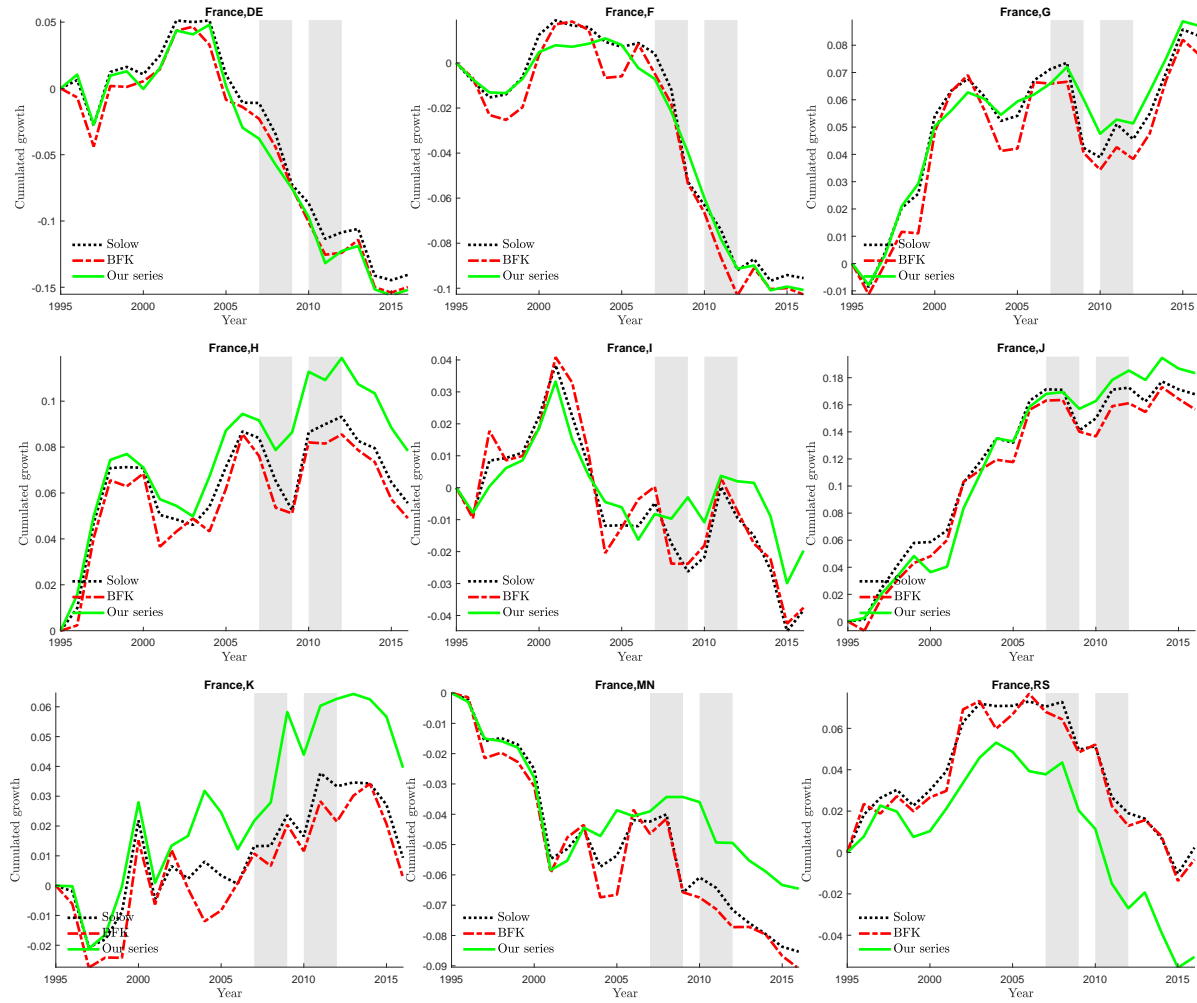 France,DE
Cumulated growth
0.05
0
-0.05
-0.1
-0.15
Solow
BFK
Our series
1995 2000 2005 2010 2015
Year
France,F
Cumulated growth
0
-0.02
-0.04
-0.06
-0.08
-0.1
Solow
BFK
Our series
1995 2000 2005 2010 2015
Year
France,G
Cumulated growth
0.08
0.07
0.06
0.05
0.04
0.03
0.02
0.01
0
-0.01
Solow
BFK
Our series
1995 2000 2005 2010 2015
Year
France,H
Cumulated growth
0.1
0.08
0.06
0.04
0.02
0
Solow
BFK
Our series
1995 2000 2005 2010 2015
Year
France,I
Cumulated growth
0.04
0.03
0.02
0.01
0
-0.01
-0.02
-0.03
-0.04
Solow
BFK
Our series
1995 2000 2005 2010 2015
Year
France,J
Cumulated growth
0.18
0.16
0.14
0.12
0.1
0.08
0.06
0.04
0.02
0
Solow
BFK
Our series
1995 2000 2005 2010 2015
Year
France,K
Cumulated growth
0.06
0.05
0.04
0.03
0.02
0.01
0
-0.01
-0.02
Solow
BFK
Our series
1995 2000 2005 2010 2015
Year
France,MN
Cumulated growth
0
-0.01
-0.02
-0.03
-0.04
-0.05
-0.06
-0.07
-0.08
-0.09
Solow
BFK
Our series
1995 2000 2005 2010 2015
Year
France,RS
Cumulated growth
0.06
0.04
0.02
0
-0.02
-0.04
Solow
BFK
Our series
1995 2000 2005 2010 2015
Year